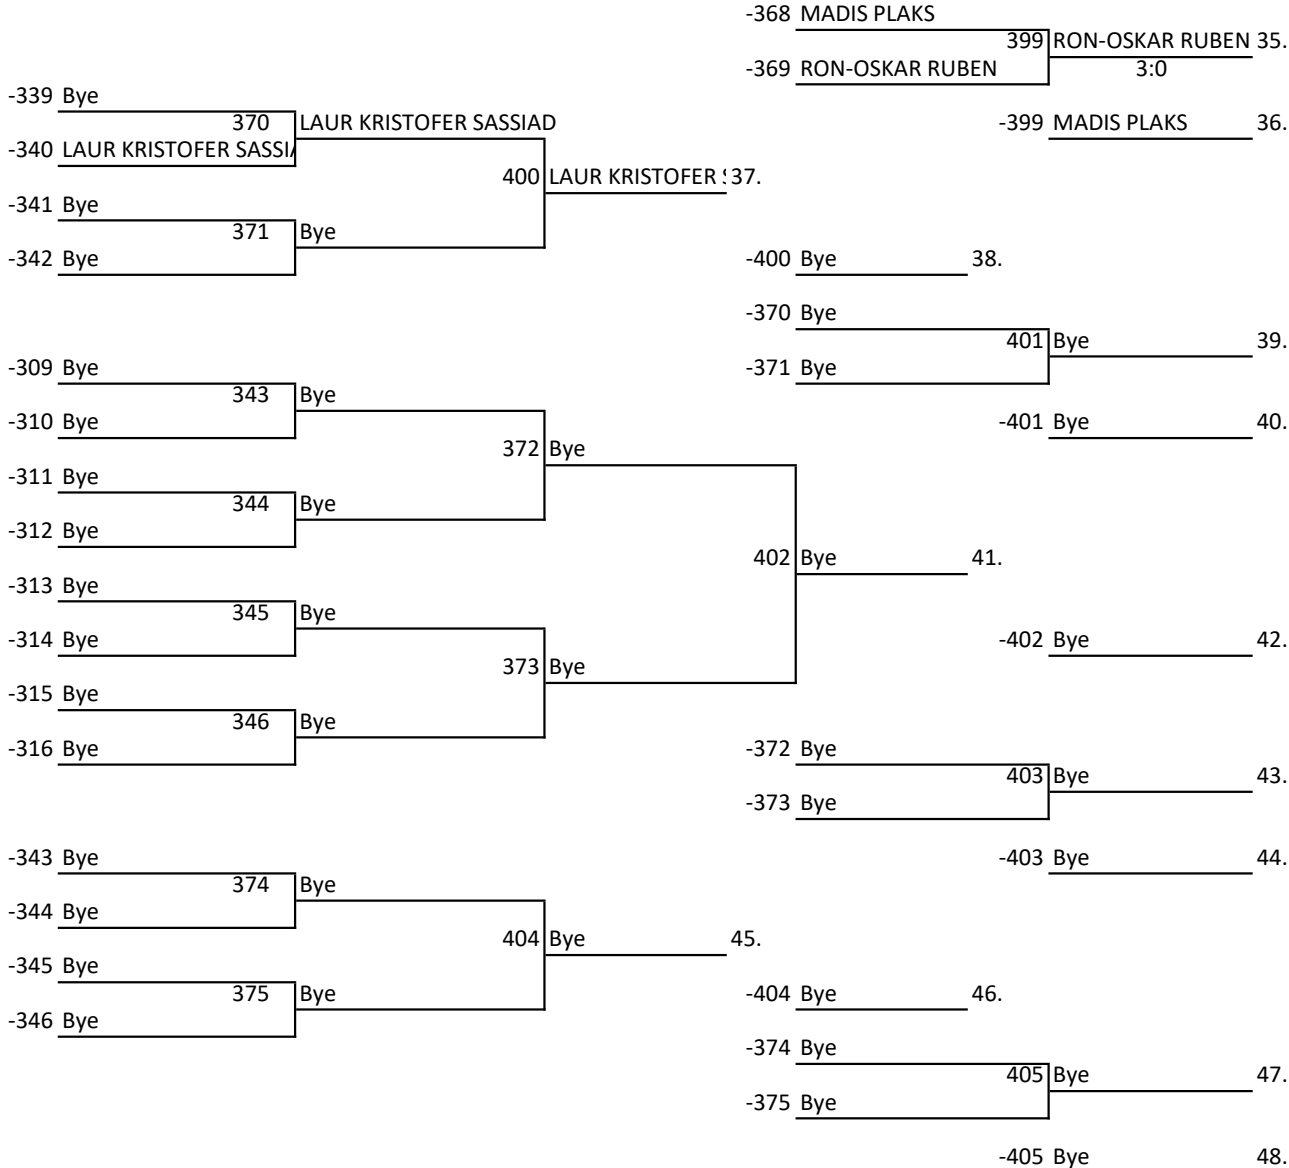 -368 MADIS PLAKS
399 RON-OSKAR RUBEN 35.
-369 RON-OSKAR RUBEN 3:0
-339 Bye
370 LAUR KRISTOFER SASSIAD
-399 MADIS PLAKS 36.
-340 LAUR KRISTOFER SASSIA
400 LAUR KRISTOFER S 37.
-341 Bye
371 Bye
-342 Bye
-400 Bye 38.
-370 Bye
401 Bye 39.
-309 Bye
-371 Bye
343 Bye
-310 Bye
-401 Bye 40.
372 Bye
-311 Bye
344 Bye
-312 Bye
402 Bye 41.
-313 Bye
345 Bye
-314 Bye
-402 Bye 42.
373 Bye
-315 Bye
346 Bye
-316 Bye
-372 Bye
403 Bye 43.
-373 Bye
-343 Bye
-403 Bye 44.
374 Bye
-344 Bye
404 Bye 45.
-345 Bye
375 Bye
-404 Bye 46.
-346 Bye
-374 Bye
405 Bye 47.
-375 Bye
-405 Bye 48.